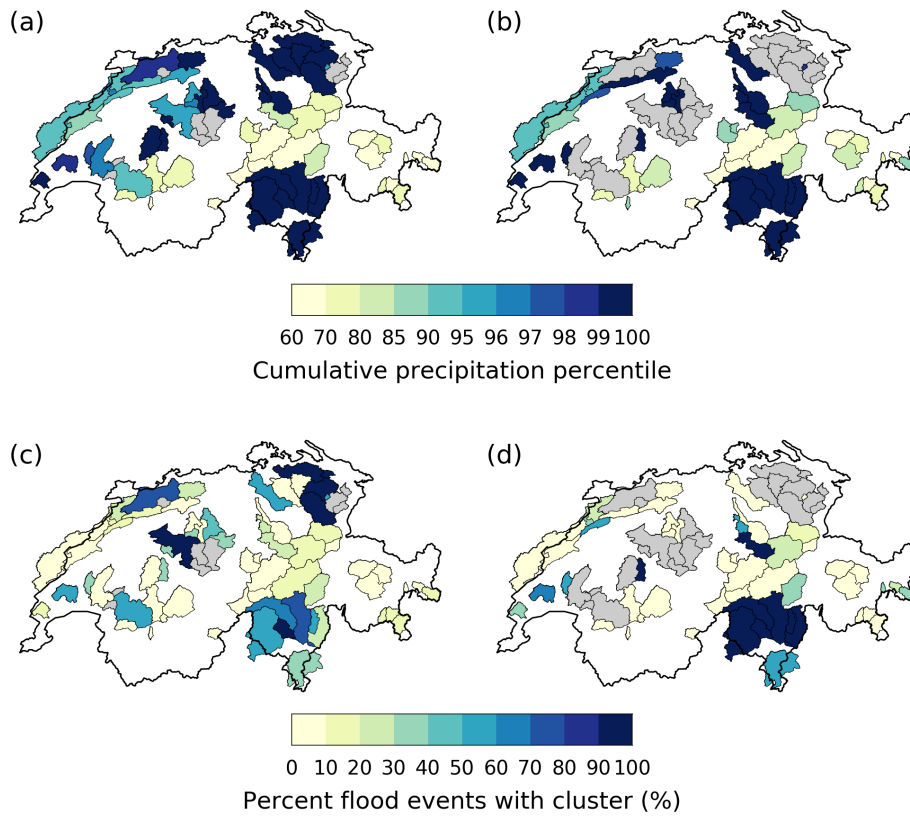 (a) (b)
60 70 80 85 90 95 96 97 98 99 100
Cumulative precipitation percentile
(c) (d)
0 10 20 30 40 50 60 70 80 90 100
Percent flood events with cluster (%)